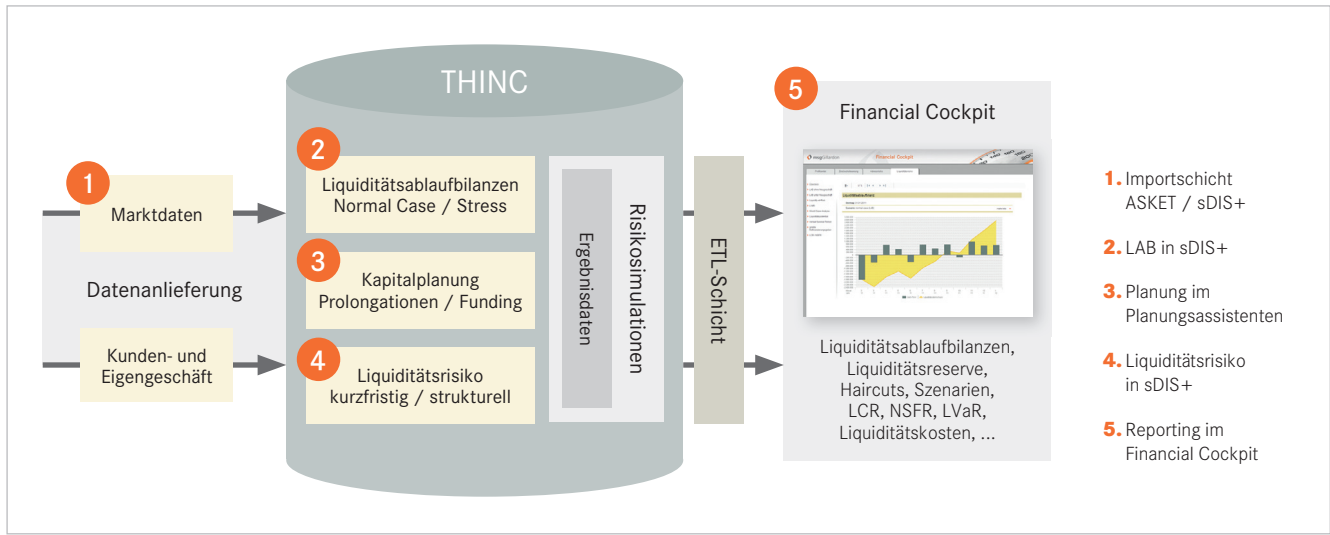 THINC
1
Marktdaten
Datenanlieferung
Kunden- und
Eigengeschäft
2
Liquiditätsablaufbilanzen
Normal Case / Stress
3
Kapitalplanung
Prolongationen / Funding
4
Liquiditätsrisiko
kurzfristig / strukturell
Ergebnisdaten
Risikosimulationen
ETL-Schicht
5
Financial Cockpit
Financial Cockpit
Liquiditätsablaufbilanzen,
Liquiditätsreserve,
Haircuts, Szenarien,
LCR, NSFR, LVaR,
Liquiditätskosten, ...
1. Importschicht
ASKET / sDIS+
2. LAB in sDIS+
3. Planung im
Planungsassistenten
4. Liquiditätsrisiko
in sDIS+
5. Reporting im
Financial Cockpit